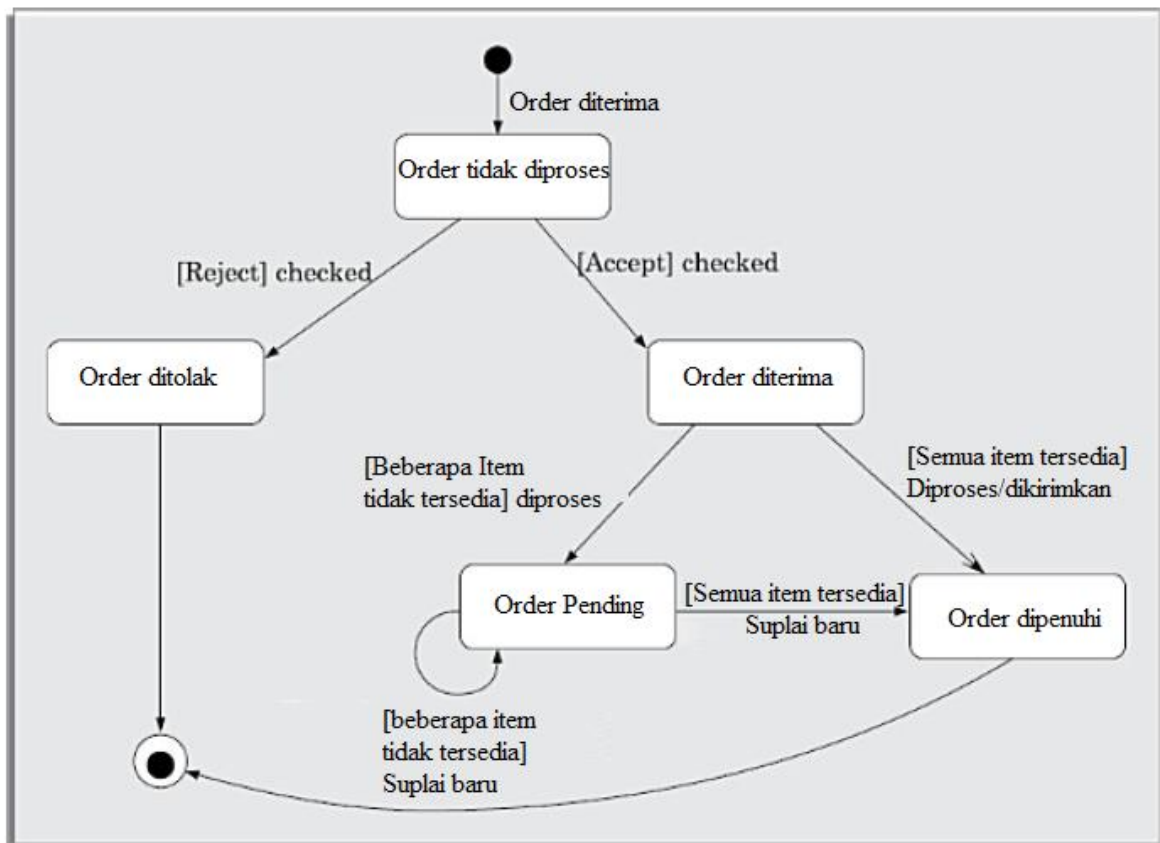 Order diterima
Order tidak diproses
[Reject] checked
[Accept] checked
Order ditolak
Order diterima
[Beberapa Item
tidak tersedia] diproses
[Semua item tersedia]
Diproses/dikirimkan
Order Pending
[Semua item tersedia]
Suplai baru
Order dipenuhi
[beberapa item
tidak tersedia]
Suplai baru